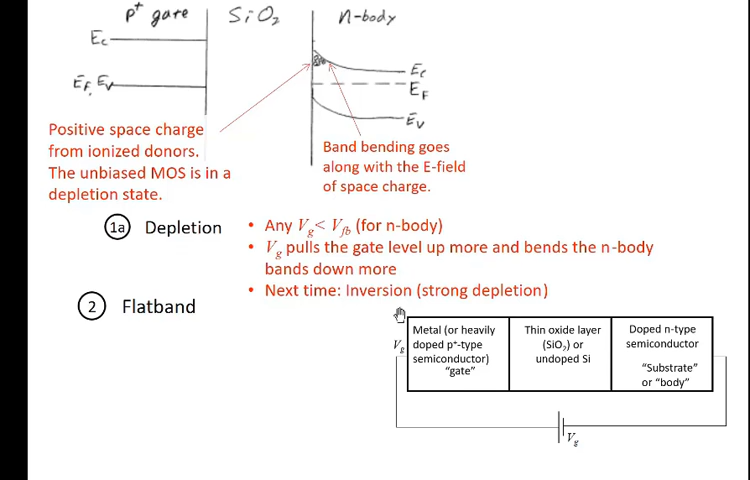 p+ gate SiO2 n-body
Ec
EF, EV
Ec
EF
EV
Positive space charge
from ionized donors.
The unbiased MOS is in a
depletion state.
Band bending goes
along with the E-field
of space charge.
1a Depletion
• Any Vg< Vfb (for n-body)
• Vg pulls the gate level up more and bends the n-body
bands down more
• Next time: Inversion (strong depletion)
2 Flatband
Vg
Metal (or heavily
doped p+-type
semiconductor)
"gate"
Thin oxide layer
(SiO2) or
undoped Si
Doped n-type
semiconductor
"Substrate"
or "body"
Vg